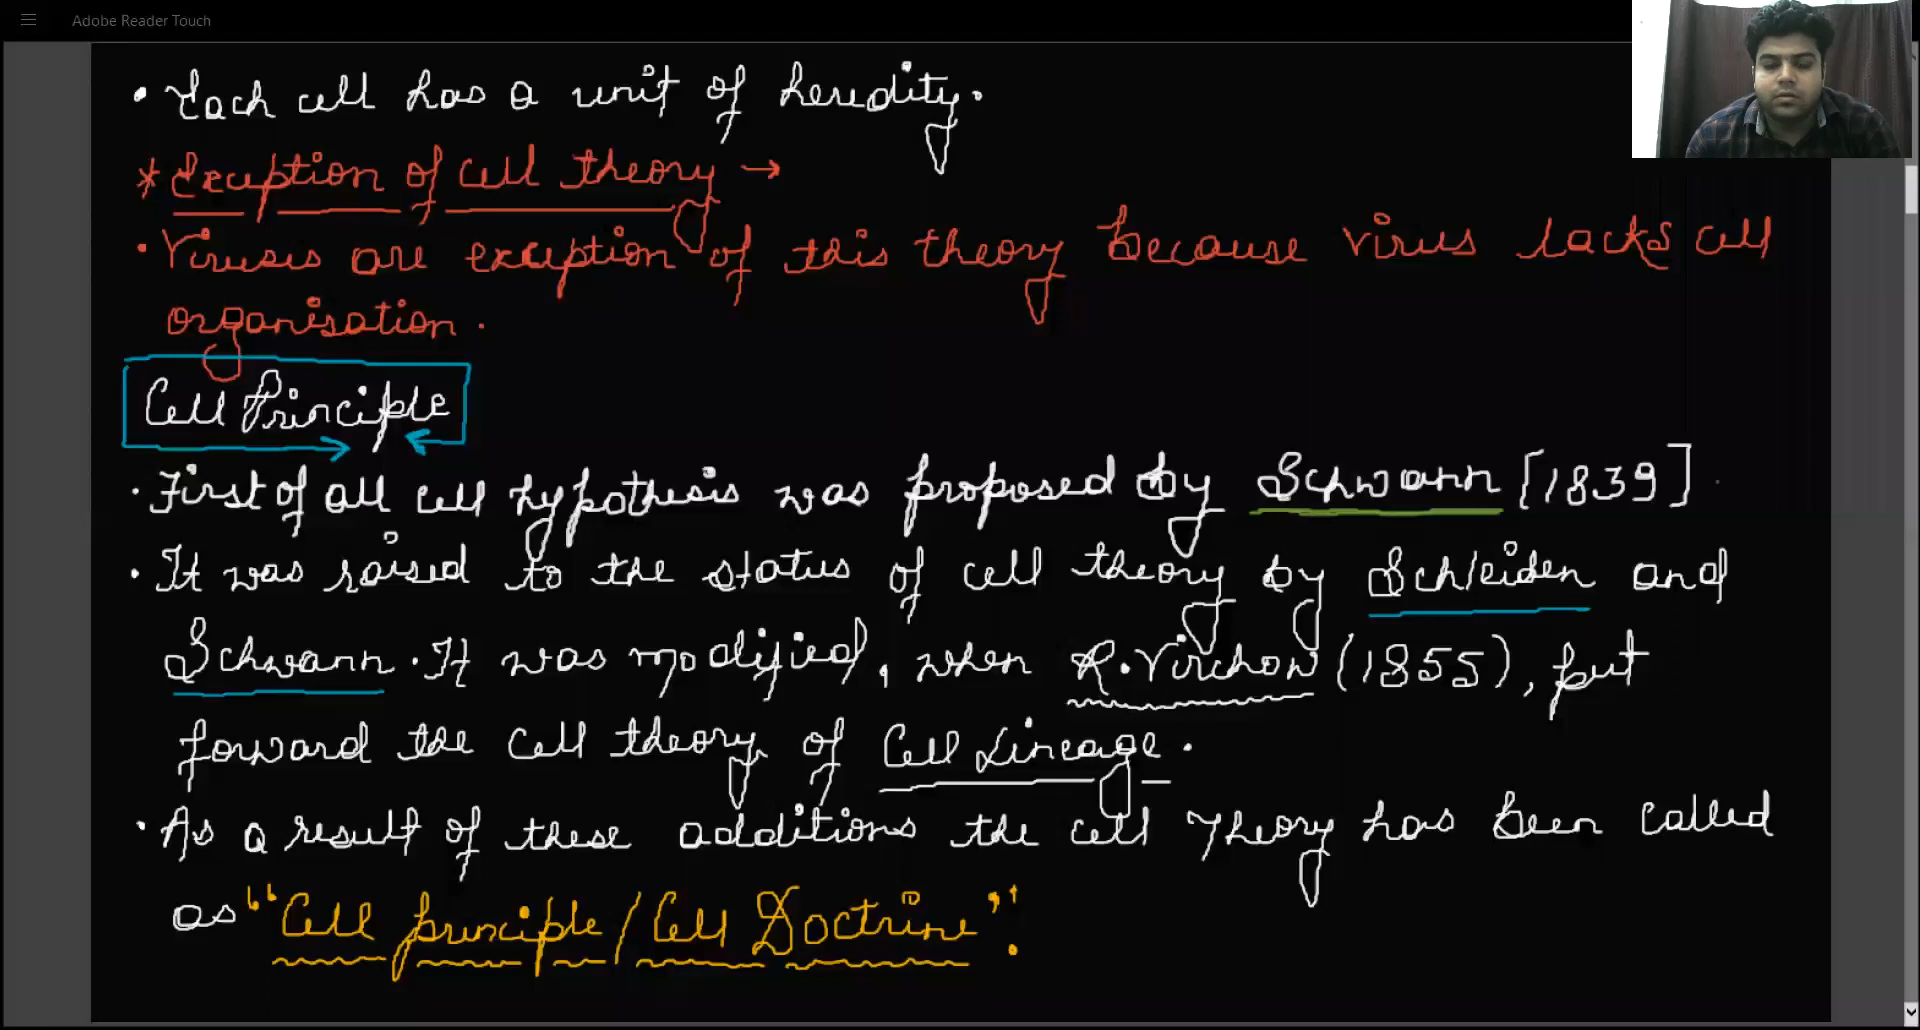 Adobe Reader Touch
• Each cell has a unit of heredity.
* Exception of cell theory →
• Viruses are exception of this theory because virus lacks cell
organisation.
Cell Principle
• First of all cell hypothesis was proposed by Schwann [1839]
• It was raised to the status of cell theory by Schleiden and
Schwann. It was modified, when R. Virchow (1855), put
forward the cell theory of Cell Lineage.
• As a result of these additions the cell Theory has been called
as "Cell principle/Cell Doctrine".